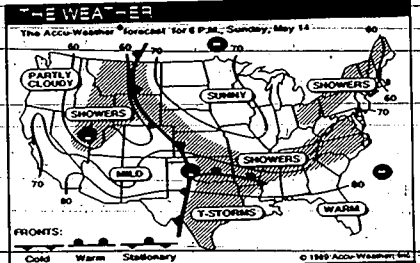 THE WEATHER
The Accu-Weather® forecast for 6 P.M., Sunday, May 14
60 60 70 70 60
PARTLY CLOUDY
SHOWERS
SUNNY
SHOWERS
60
70
SHOWERS
MILD
70
80
80
T-STORMS
WARM
FRONTS:
Cold Warm Stationary
© 1989 Accu-Weather, Inc.